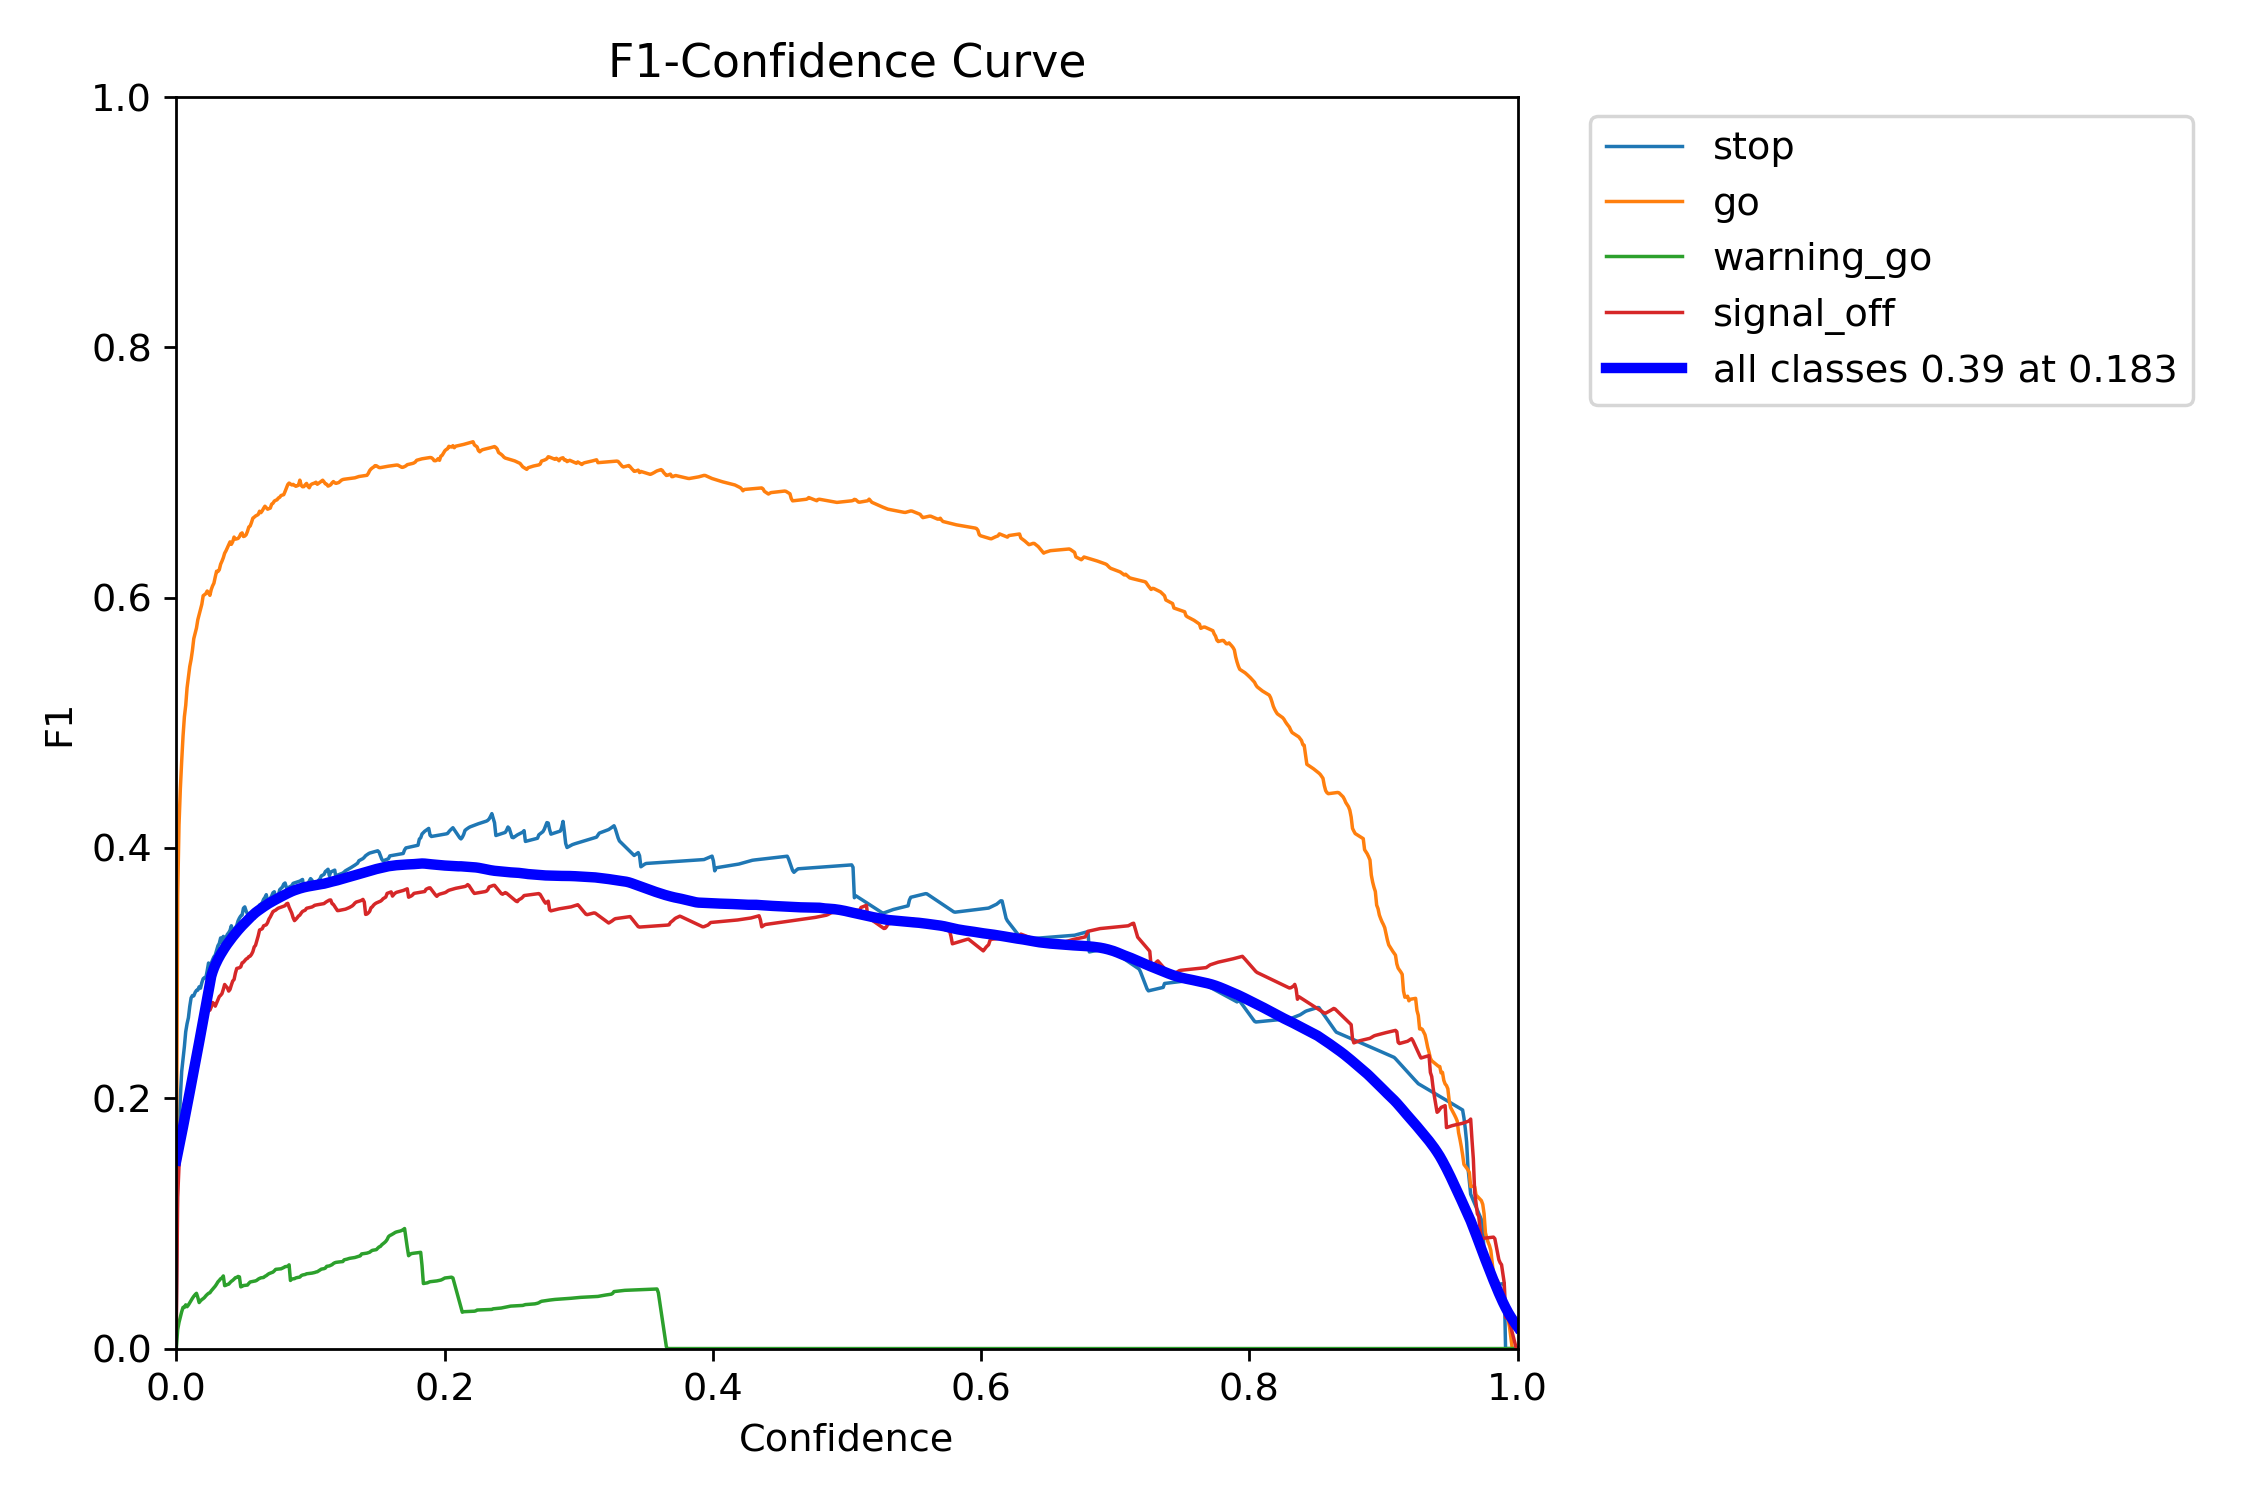 F1-Confidence Curve
1.0
0.8
0.6
0.4
0.2
0.0
F1
0.0 0.2 0.4 0.6 0.8 1.0
Confidence
stop
go
warning_go
signal_off
all classes 0.39 at 0.183